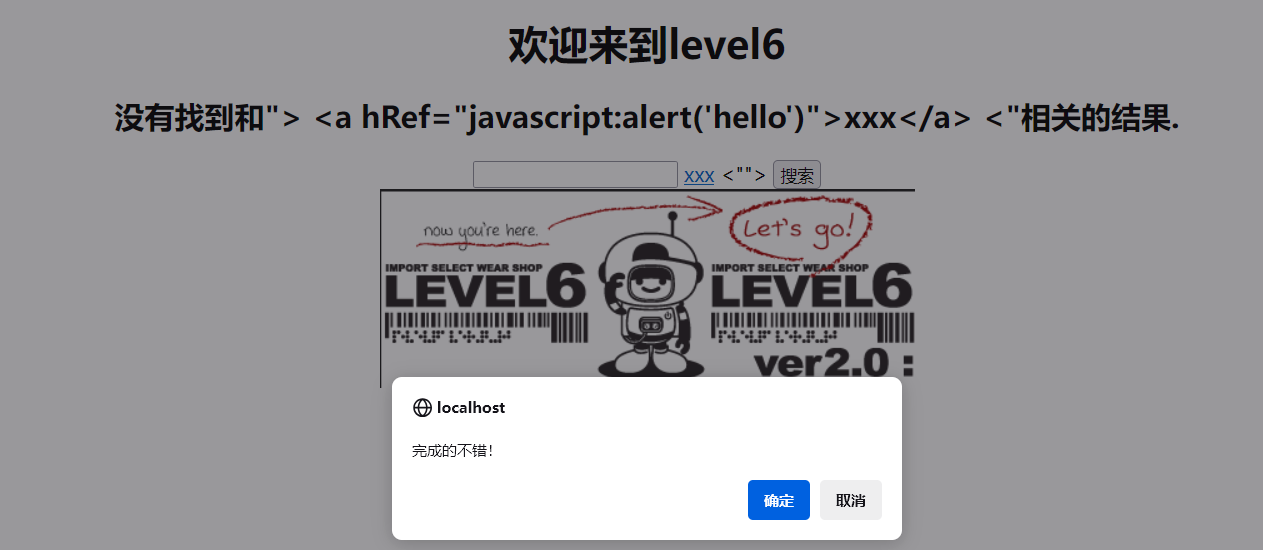 欢迎来到level6
没有找到和"> <a hRef="javascript:alert('hello')">xxx</a> <"相关的结果.
xxx <""> 搜索
now you're here. Let's go!
IMPORT SELECT WEAR SHOP IMPORT SELECT WEAR SHOP
LEVEL6 LEVEL6
ver2.0 :
localhost
完成的不错！
确定 取消